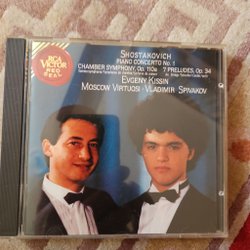 RCA
VICTOR
RED
SEAL
SHOSTAKOVICH
PIANO CONCERTO No. 1
CHAMBER SYMPHONY, Op. 110a · 7 PRELUDES, Op. 34
EVGENY KISSIN
MOSCOW VIRTUOSI · VLADIMIR SPIVAKOV